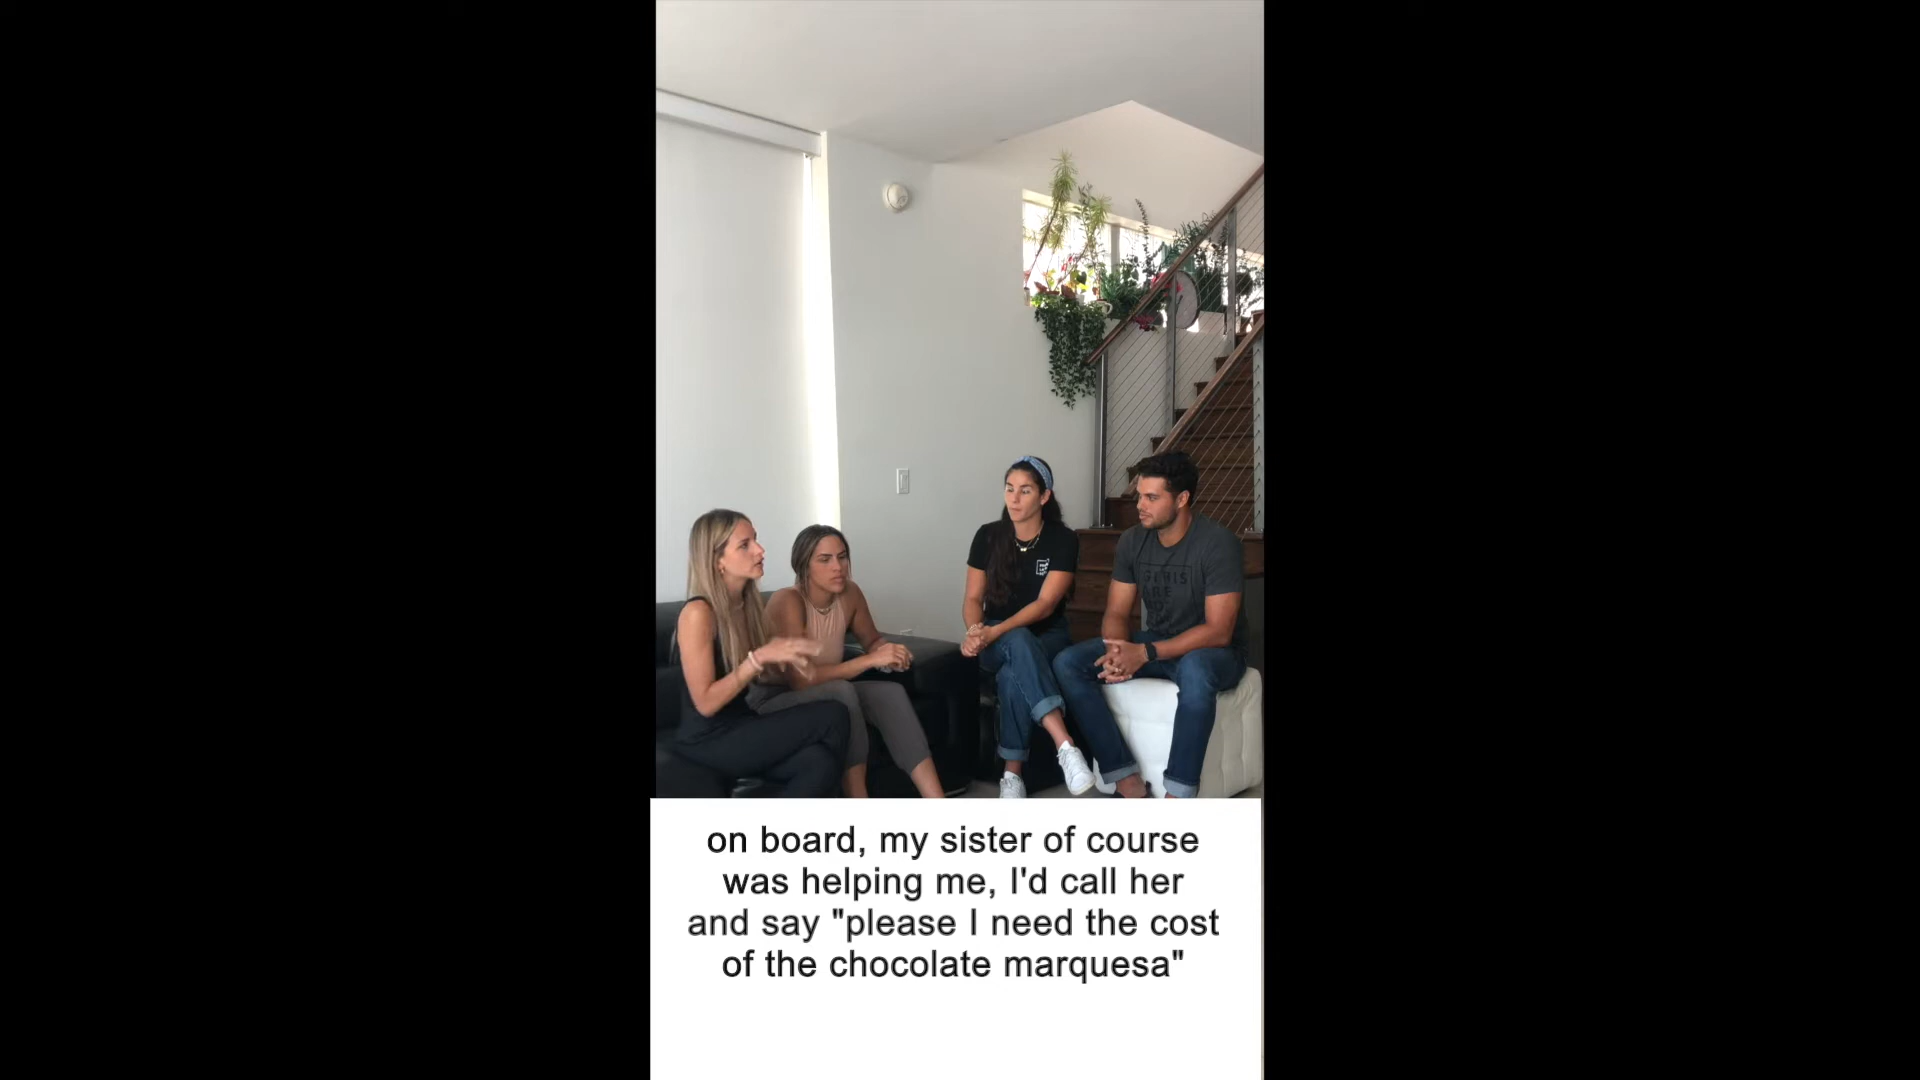 on board, my sister of course
was helping me, I'd call her
and say "please I need the cost
of the chocolate marquesa"
ARE